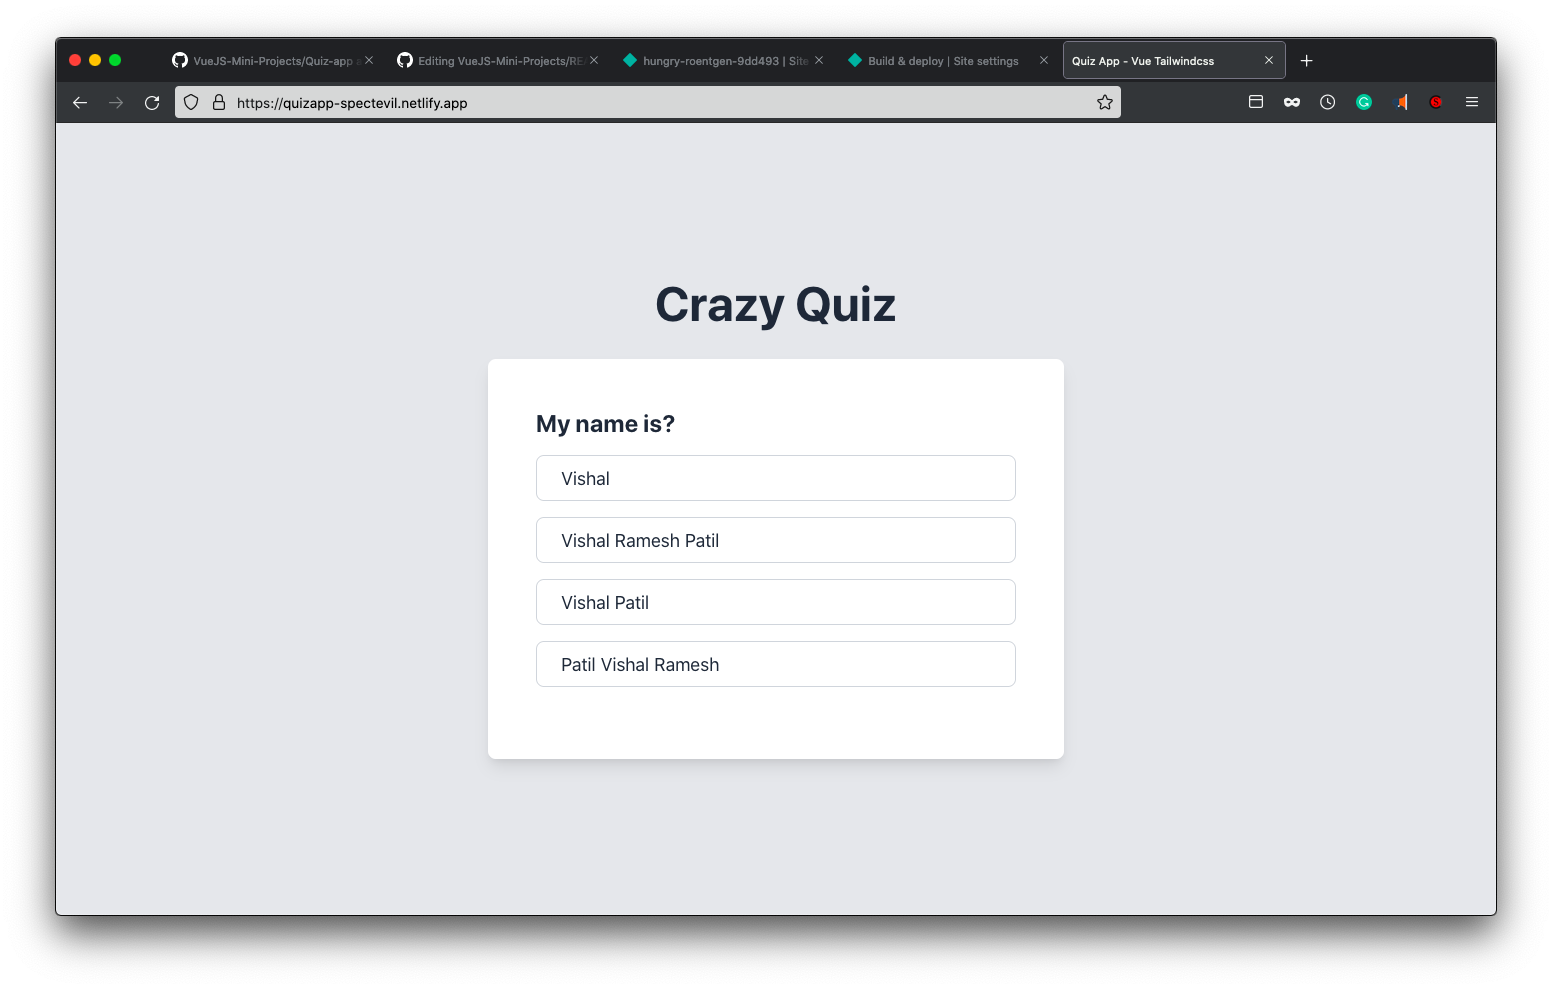 VueJS-Mini-Projects/Quiz-app
Editing VueJS-Mini-Projects/RE
hungry-roentgen-9dd493 | Site
Build & deploy | Site settings
Quiz App - Vue Tailwindcss
https://quizapp-spectevil.netlify.app
Crazy Quiz
My name is?
Vishal
Vishal Ramesh Patil
Vishal Patil
Patil Vishal Ramesh